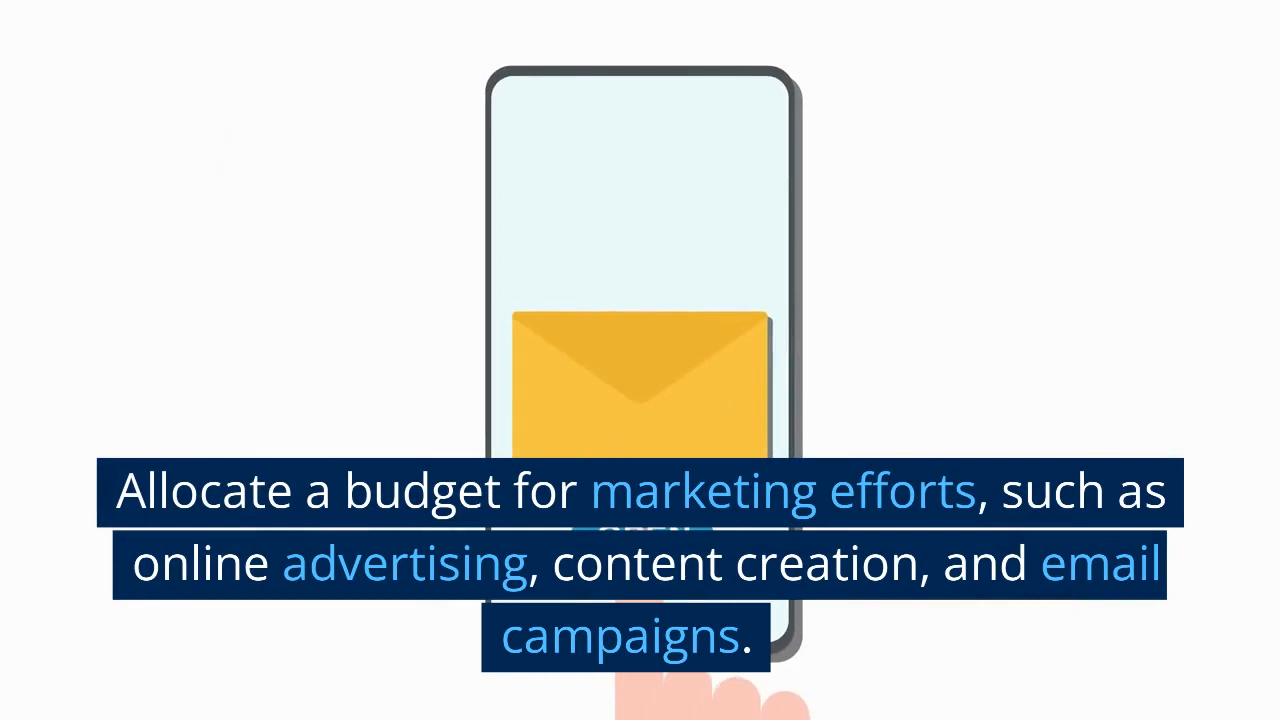 Allocate a budget for marketing efforts, such as
online advertising, content creation, and email
campaigns.